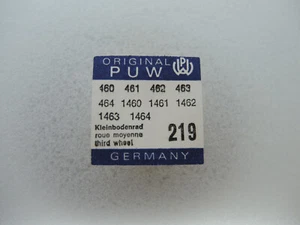 ORIGINAL
PUW PUW
460 461 462 463
464 1460 1461 1462
1463 1464
Kleinbodenrad
roue moyenne
third wheel
219
GERMANY